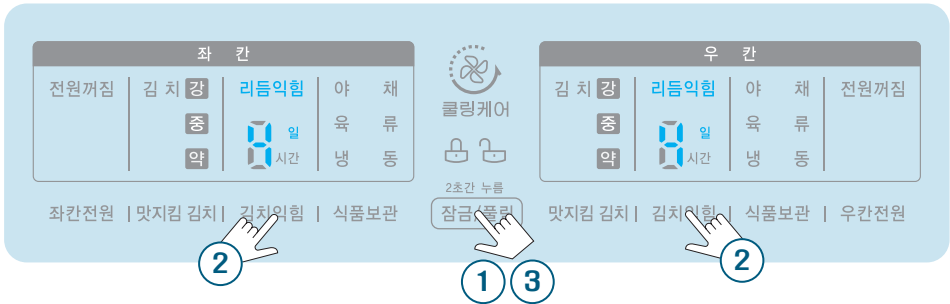 좌 칸
전원꺼짐 김 치 강 리듬익힘 야 채
중 4 일 육 류
약 시간 냉 동
좌칸전원 맛지킴 김치 김치익힘 식품보관
2
쿨링케어
2초간 누름
잠금/풀림
1 3
우 칸
김 치 강 리듬익힘 야 채 전원꺼짐
중 4 일 육 류
약 시간 냉 동
맛지킴 김치 김치익힘 식품보관 우칸전원
2